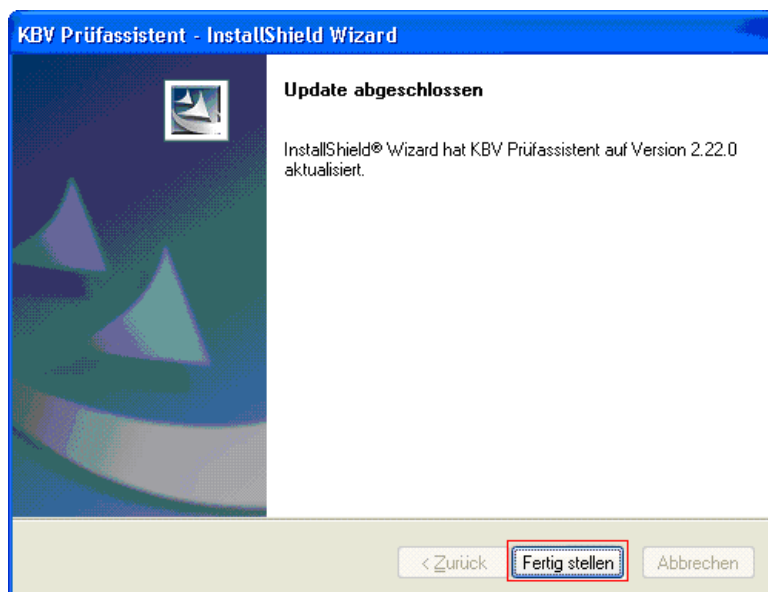 KBV Prüfassistent - InstallShield Wizard
Update abgeschlossen
InstallShield® Wizard hat KBV Prüfassistent auf Version 2.22.0
aktualisiert.
< Zurück Fertig stellen Abbrechen